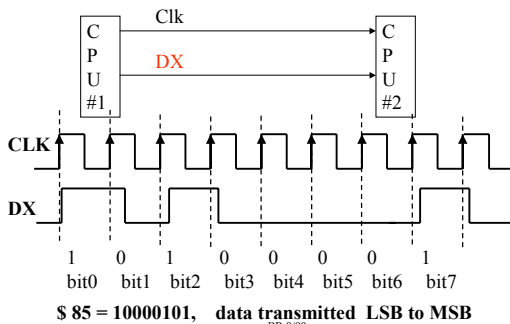 Clk
C P U #1
C P U #2
DX
CLK
DX
1 0 1 0 0 0 0 1
bit0 bit1 bit2 bit3 bit4 bit5 bit6 bit7
$ 85 = 10000101, data transmitted LSB to MSB